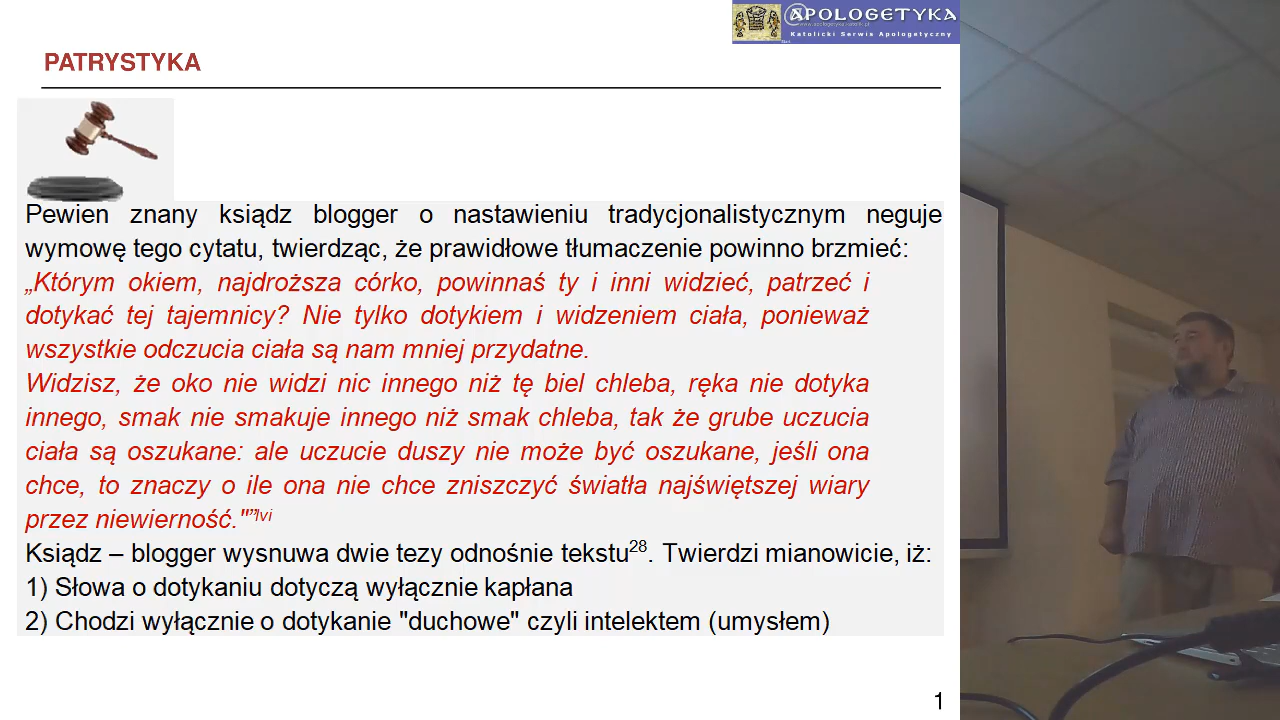 @POLOGETYKA
www.apologetyka.katolik.pl
Katolicki Serwis Apologetyczny
PATRYSTYKA
Pewien znany ksiądz blogger o nastawieniu tradycjonalistycznym neguje
wymowę tego cytatu, twierdząc, że prawidłowe tłumaczenie powinno brzmieć:
„Którym okiem, najdroższa córko, powinnaś ty i inni widzieć, patrzeć i
dotykać tej tajemnicy? Nie tylko dotykiem i widzeniem ciała, ponieważ
wszystkie odczucia ciała są nam mniej przydatne.
Widzisz, że oko nie widzi nic innego niż tę biel chleba, ręka nie dotyka
innego, smak nie smakuje innego niż smak chleba, tak że grube uczucia
ciała są oszukane: ale uczucie duszy nie może być oszukane, jeśli ona
chce, to znaczy o ile ona nie chce zniszczyć światła najświętszej wiary
przez niewierność."”lvi
Ksiądz – blogger wysnuwa dwie tezy odnośnie tekstu28. Twierdzi mianowicie, iż:
1) Słowa o dotykaniu dotyczą wyłącznie kapłana
2) Chodzi wyłącznie o dotykanie "duchowe" czyli intelektem (umysłem)
1